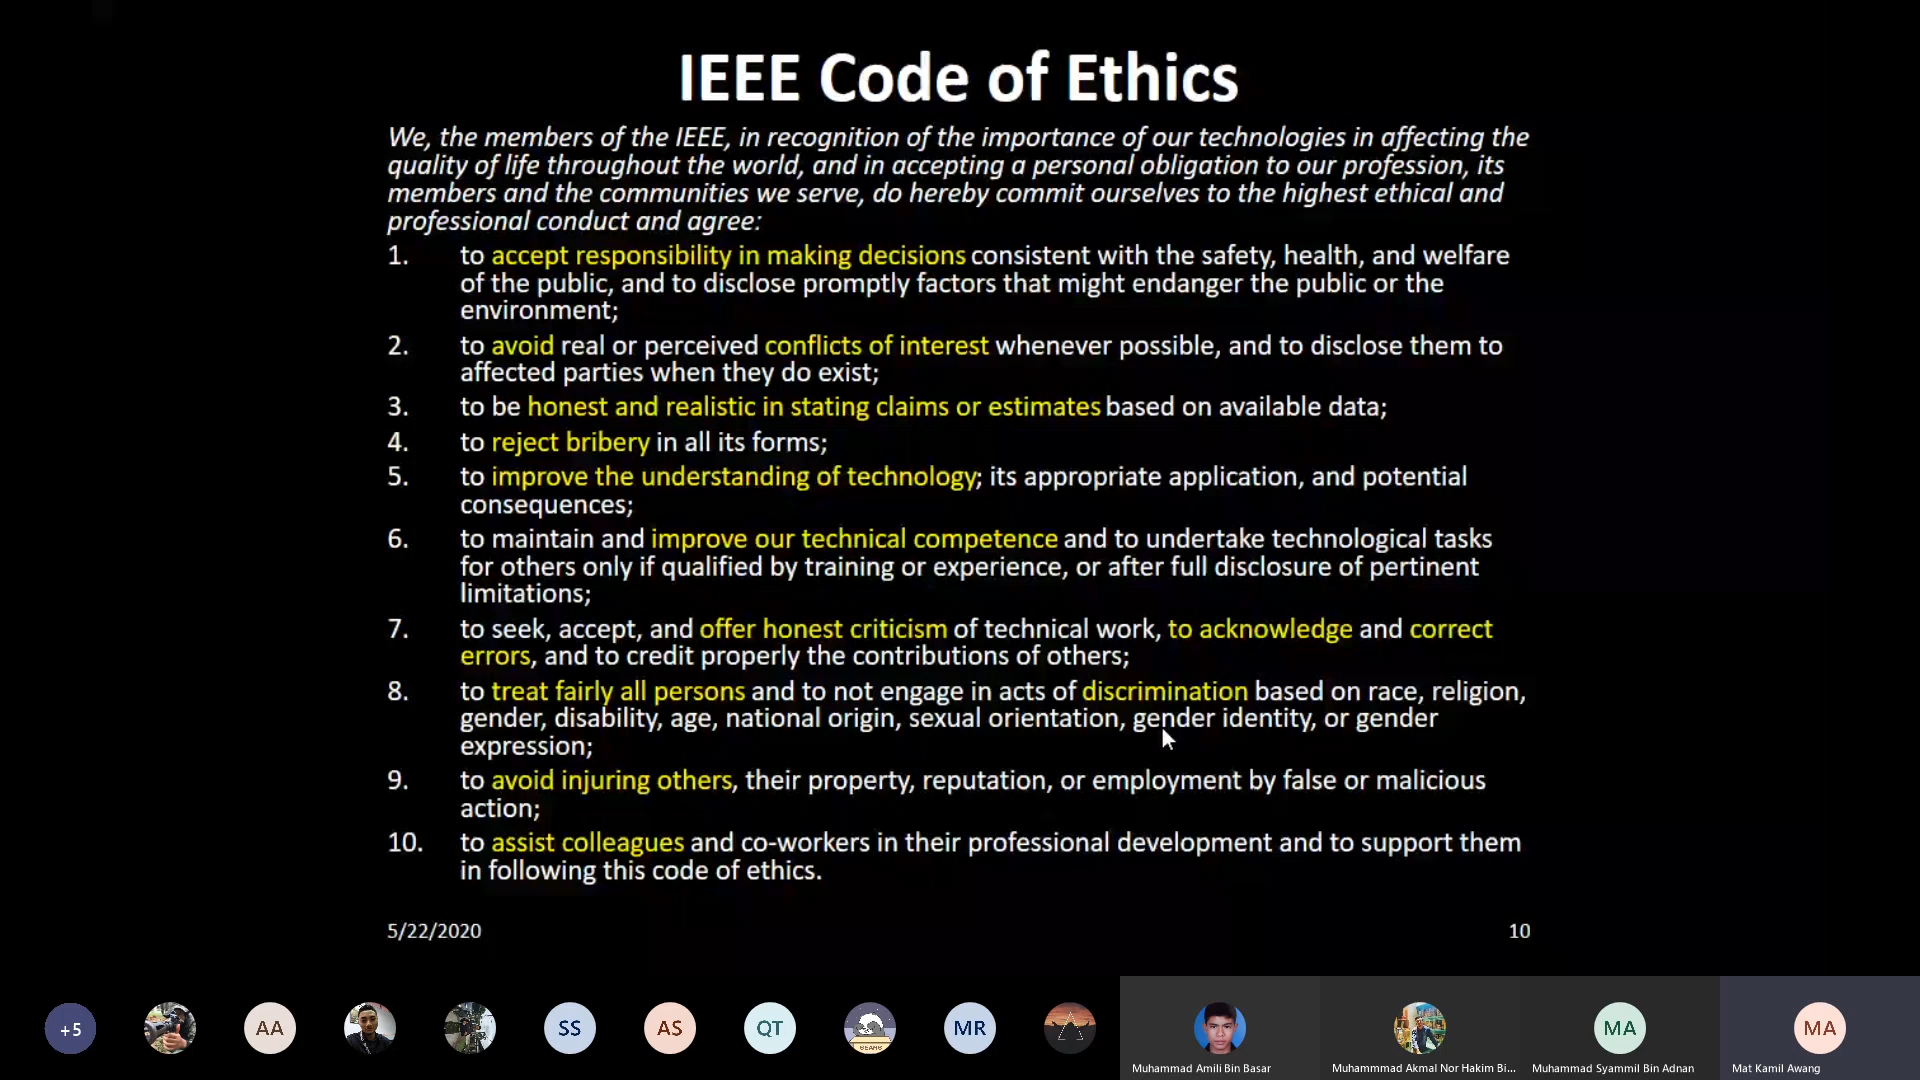 IEEE Code of Ethics
We, the members of the IEEE, in recognition of the importance of our technologies in affecting the
quality of life throughout the world, and in accepting a personal obligation to our profession, its
members and the communities we serve, do hereby commit ourselves to the highest ethical and
professional conduct and agree:
1. to accept responsibility in making decisions consistent with the safety, health, and welfare
of the public, and to disclose promptly factors that might endanger the public or the
environment;
2. to avoid real or perceived conflicts of interest whenever possible, and to disclose them to
affected parties when they do exist;
3. to be honest and realistic in stating claims or estimates based on available data;
4. to reject bribery in all its forms;
5. to improve the understanding of technology; its appropriate application, and potential
consequences;
6. to maintain and improve our technical competence and to undertake technological tasks
for others only if qualified by training or experience, or after full disclosure of pertinent
limitations;
7. to seek, accept, and offer honest criticism of technical work, to acknowledge and correct
errors, and to credit properly the contributions of others;
8. to treat fairly all persons and to not engage in acts of discrimination based on race, religion,
gender, disability, age, national origin, sexual orientation, gender identity, or gender
expression;
9. to avoid injuring others, their property, reputation, or employment by false or malicious
action;
10. to assist colleagues and co-workers in their professional development and to support them
in following this code of ethics.
5/22/2020 10
+5 AA SS AS QT BEARS MR MA MA
Muhammad Amili Bin Basar Muhammmad Akmal Nor Hakim Bi... Muhammad Syammil Bin Adnan Mat Kamil Awang